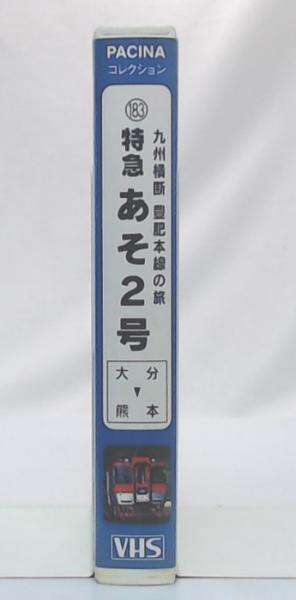 PACINA
コレクション
183
九州横断 豊肥本線の旅
特急 あそ2号
大分
▼
熊本
VHS